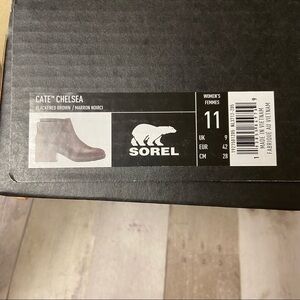 CATE™ CHELSEA
BLACKENED BROWN / MARRON NOIRCI
SOREL
WOMEN'S
FEMMES
11
UK 9
EUR 42
CM 28
MADE IN VIETNAM
FABRIQUÉ AU VIETNAM